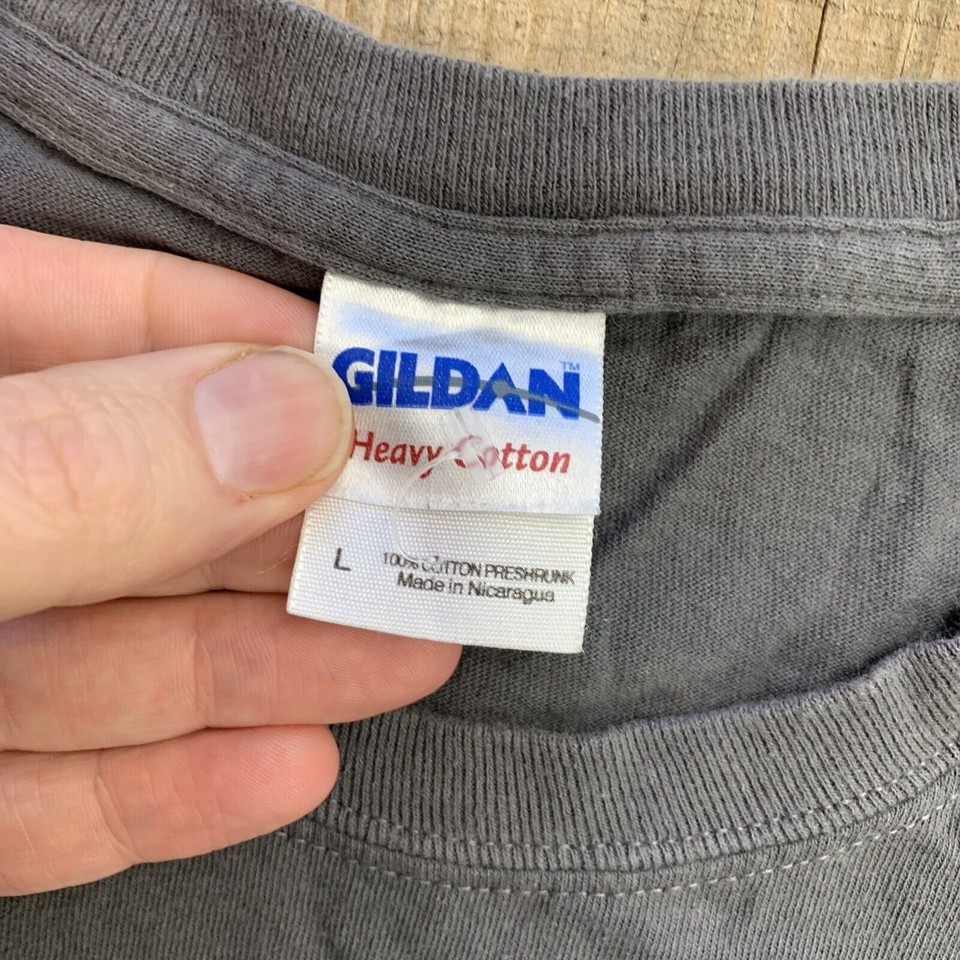 GILDAN™
Heavy Cotton
L 100% COTTON PRESHRUNK
Made in Nicaragua